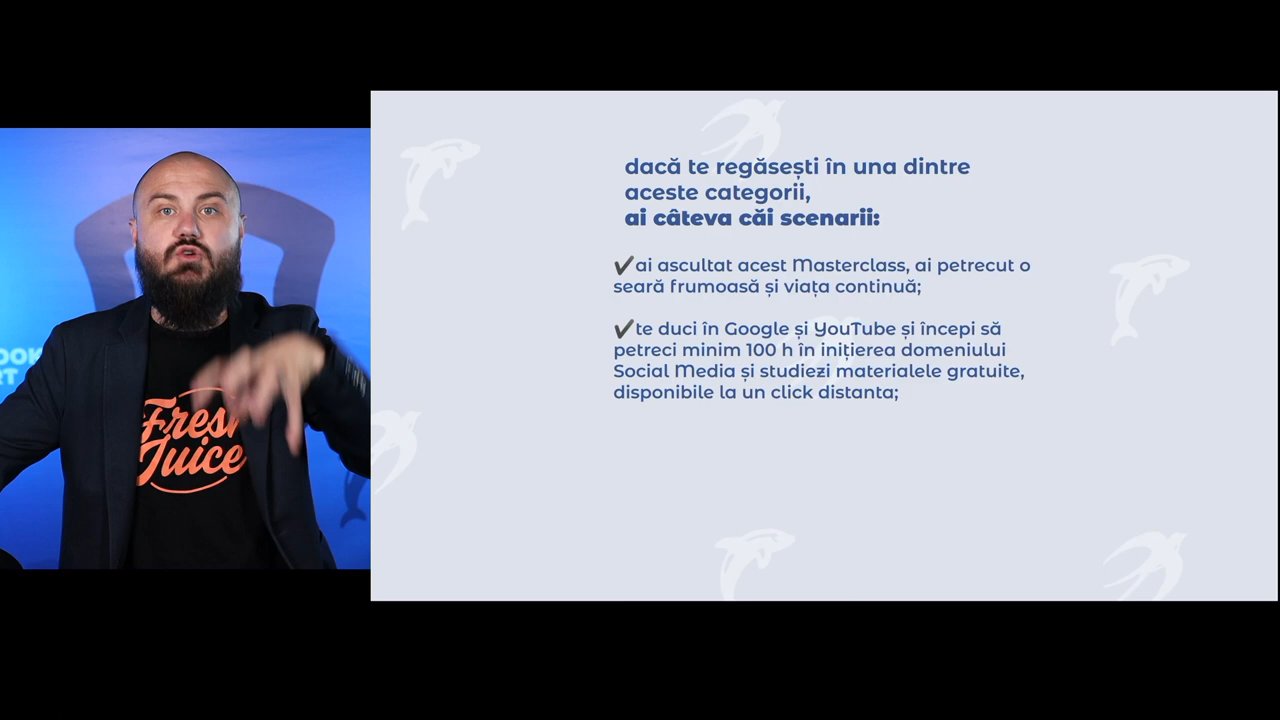 dacă te regăsești în una dintre
aceste categorii,
ai câteva căi scenarii:
✔ai ascultat acest Masterclass, ai petrecut o
seară frumoasă și viața continuă;
✔te duci în Google și YouTube și începi să
petreci minim 100 h în inițierea domeniului
Social Media și studiezi materialele gratuite,
disponibile la un click distanta;
Fresh
Juice